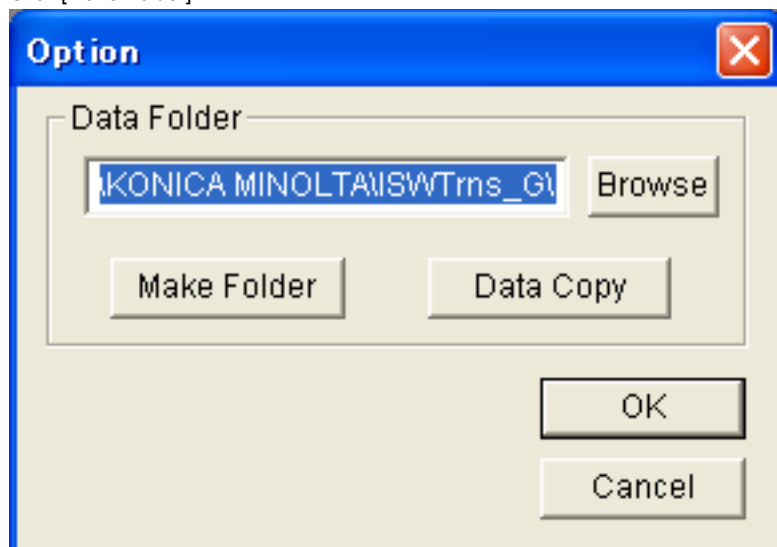 Option
Data Folder
\KONICA MINOLTA\ISWTrns_G\
Browse
Make Folder
Data Copy
OK
Cancel